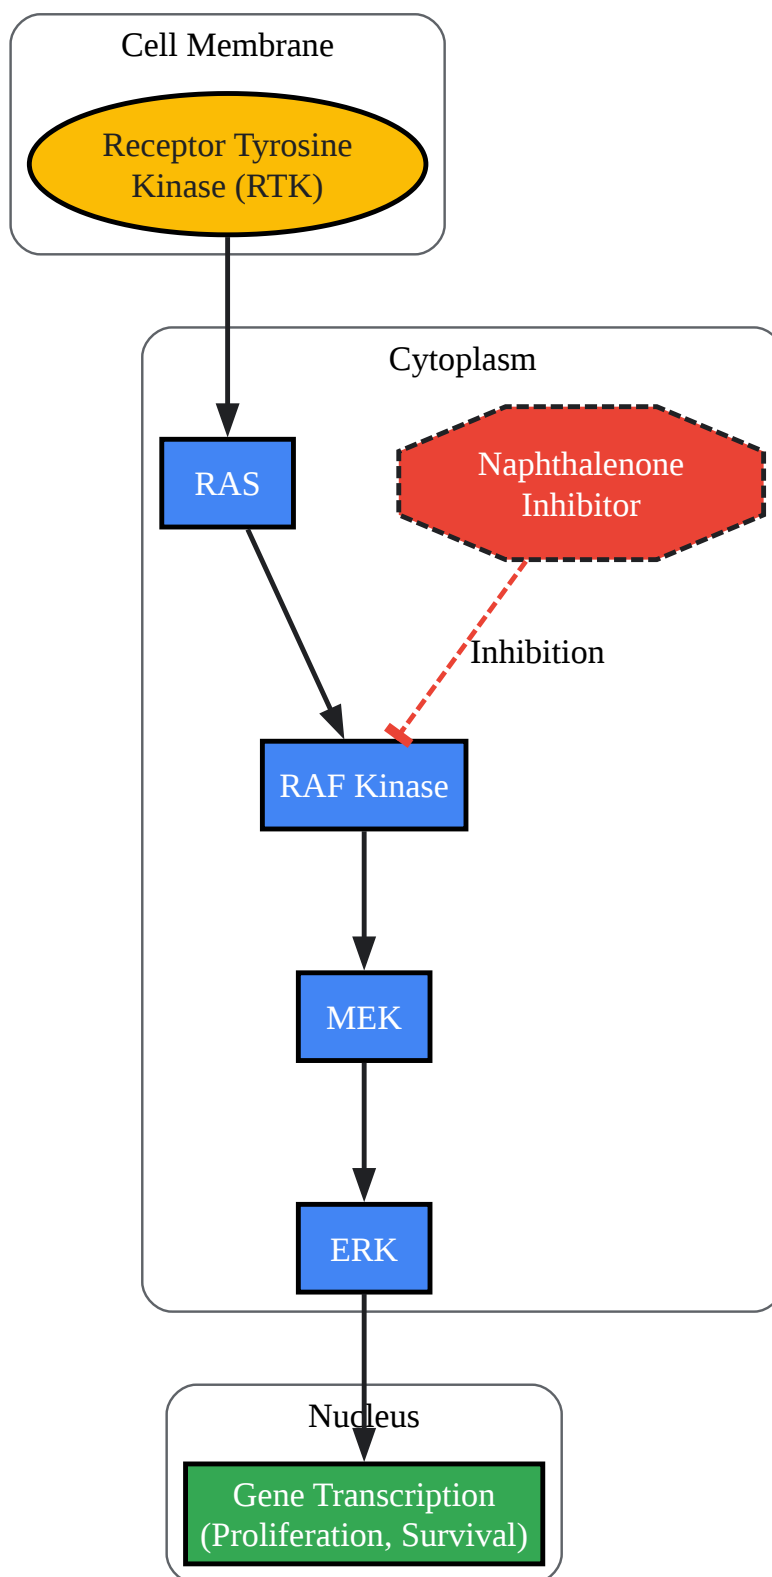 Cell Membrane
Receptor Tyrosine
Kinase (RTK)
Cytoplasm
RAS
Naphthalenone
Inhibitor
Inhibition
RAF Kinase
MEK
ERK
Nucleus
Gene Transcription
(Proliferation, Survival)